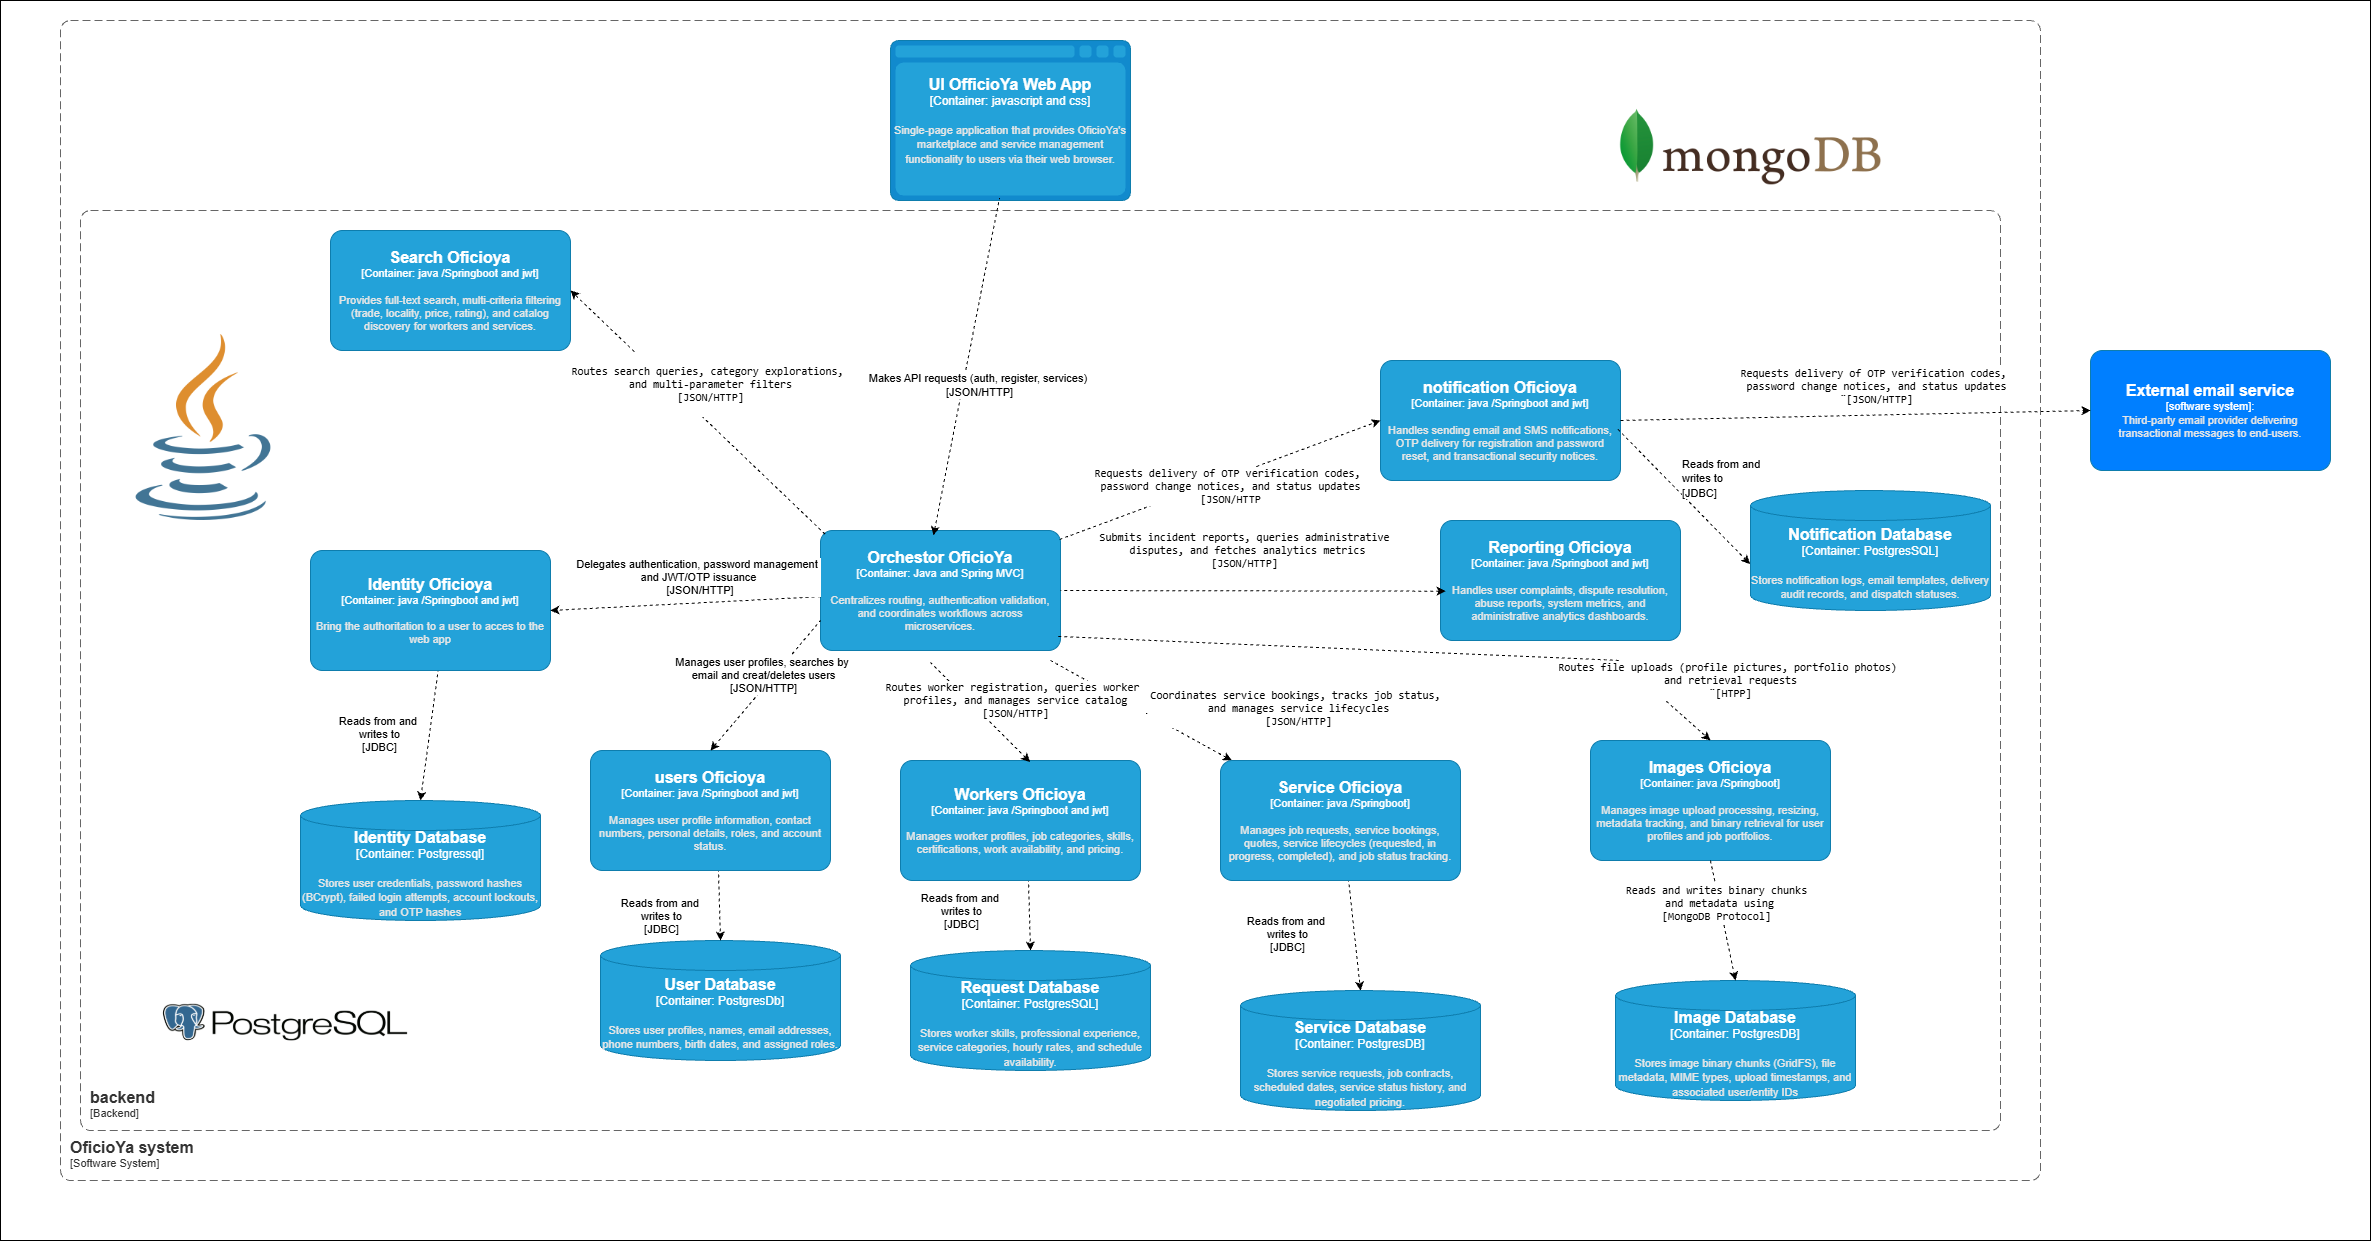 UI OfficioYa Web App
[Container: javascript and css]
Single-page application that provides OficioYa's
marketplace and service management
functionality to users via their web browser.
mongoDB
Search Oficioya
[Container: java /Springboot and jwt]
Provides full-text search, multi-criteria filtering
(trade, locality, price, rating), and catalog
discovery for workers and services.
Routes search queries, category explorations,
and multi-parameter filters
[JSON/HTTP]
Makes API requests (auth, register, services)
[JSON/HTTP]
notification Oficioya
[Container: java /Springboot and jwt]
Handles sending email and SMS notifications,
OTP delivery for registration and password
reset, and transactional security notices.
Requests delivery of OTP verification codes,
password change notices, and status updates
¨[JSON/HTTP]
External email service
[software system]:
Third-party email provider delivering
transactional messages to end-users.
Requests delivery of OTP verification codes,
password change notices, and status updates
[JSON/HTTP
Reads from and
writes to
[JDBC]
Notification Database
[Container: PostgresSQL]
Stores notification logs, email templates, delivery
audit records, and dispatch statuses.
Orchestor OficioYa
[Container: Java and Spring MVC]
Centralizes routing, authentication validation,
and coordinates workflows across
microservices.
Submits incident reports, queries administrative
disputes, and fetches analytics metrics
[JSON/HTTP]
Reporting Oficioya
[Container: java /Springboot and jwt]
Handles user complaints, dispute resolution,
abuse reports, system metrics, and
administrative analytics dashboards.
Identity Oficioya
[Container: java /Springboot and jwt]
Bring the authoritation to a user to acces to the
web app
Delegates authentication, password management
and JWT/OTP issuance
[JSON/HTTP]
Manages user profiles, searches by
email and creat/deletes users
[JSON/HTTP]
Routes worker registration, queries worker
profiles, and manages service catalog
[JSON/HTTP]
Coordinates service bookings, tracks job status,
and manages service lifecycles
[JSON/HTTP]
Routes file uploads (profile pictures, portfolio photos)
and retrieval requests
¨[HTPP]
Reads from and
writes to
[JDBC]
users Oficioya
[Container: java /Springboot and jwt]
Manages user profile information, contact
numbers, personal details, roles, and account
status.
Workers Oficioya
[Container: java /Springboot and jwt]
Manages worker profiles, job categories, skills,
certifications, work availability, and pricing.
Service Oficioya
[Container: java /Springboot]
Manages job requests, service bookings,
quotes, service lifecycles (requested, in
progress, completed), and job status tracking.
Images Oficioya
[Container: java /Springboot]
Manages image upload processing, resizing,
metadata tracking, and binary retrieval for user
profiles and job portfolios.
Identity Database
[Container: Postgressql]
Stores user credentials, password hashes
(BCrypt), failed login attempts, account lockouts,
and OTP hashes
Reads from and
writes to
[JDBC]
Reads from and
writes to
[JDBC]
Reads from and
writes to
[JDBC]
Reads and writes binary chunks
and metadata using
[MongoDB Protocol]
User Database
[Container: PostgresDb]
Stores user profiles, names, email addresses,
phone numbers, birth dates, and assigned roles.
Request Database
[Container: PostgresSQL]
Stores worker skills, professional experience,
service categories, hourly rates, and schedule
availability.
Service Database
[Container: PostgresDB]
Stores service requests, job contracts,
scheduled dates, service status history, and
negotiated pricing.
Image Database
[Container: PostgresDB]
Stores image binary chunks (GridFS), file
metadata, MIME types, upload timestamps, and
associated user/entity IDs
PostgreSQL
backend
[Backend]
OficioYa system
[Software System]